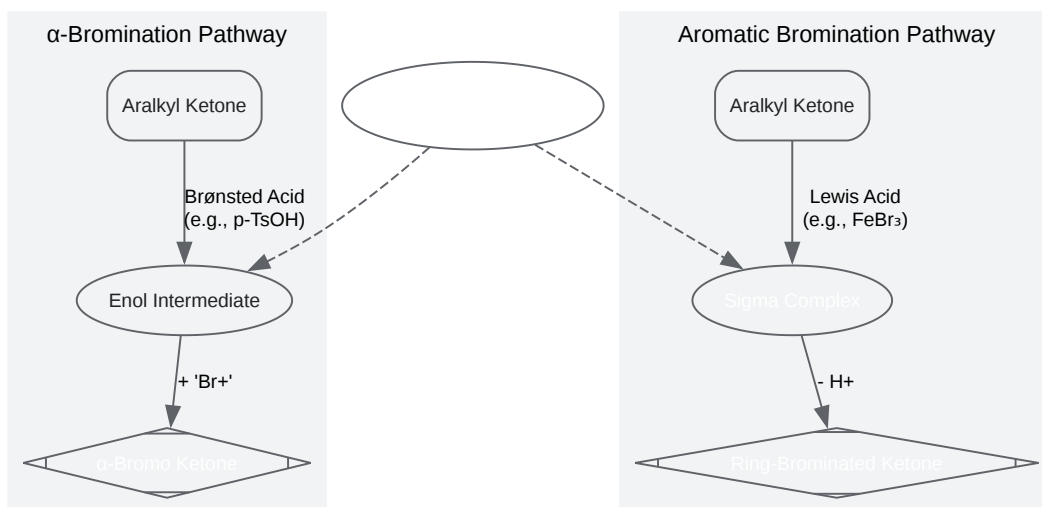 α-Bromination Pathway
Aromatic Bromination Pathway
Aralkyl Ketone
Aralkyl Ketone
Brønsted Acid
(e.g., p-TsOH)
Lewis Acid
(e.g., FeBr₃)
Enol Intermediate
Sigma Complex
+ 'Br+'
- H+
α-Bromo Ketone
Ring-Brominated Ketone